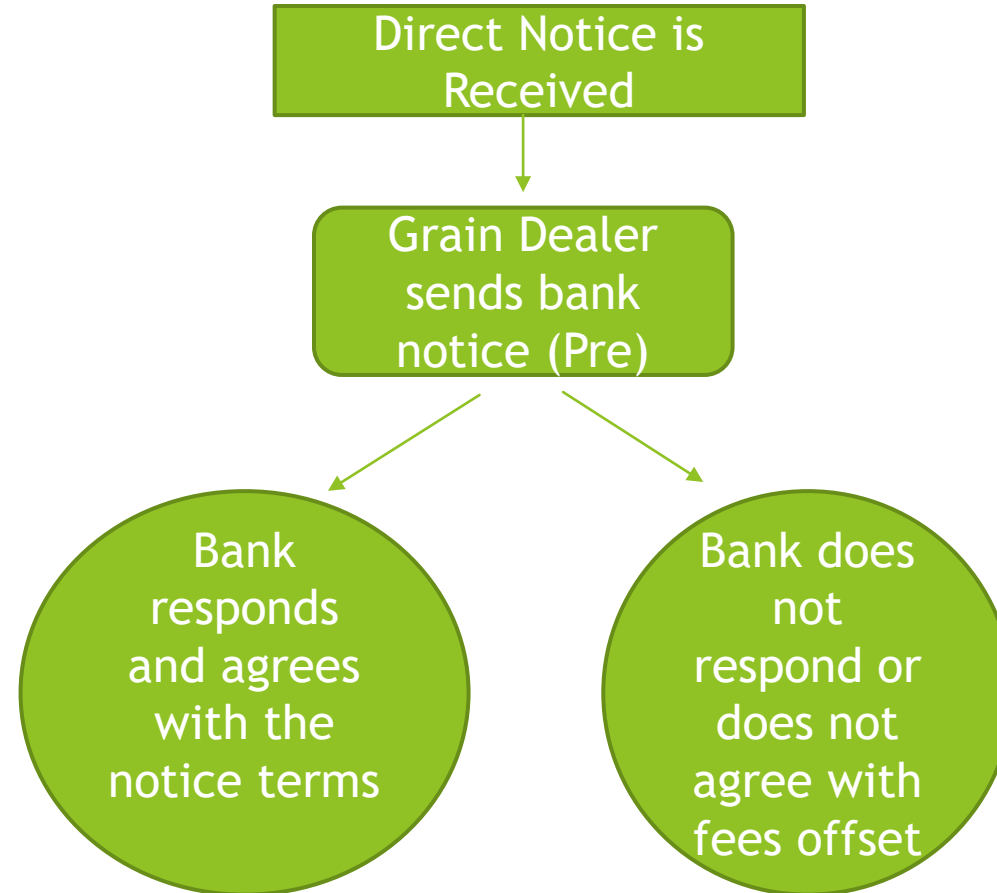 Direct Notice is
Received
Grain Dealer
sends bank
notice (Pre)
Bank
responds
and agrees
with the
notice terms
Bank does
not
respond or
does not
agree with
fees offset